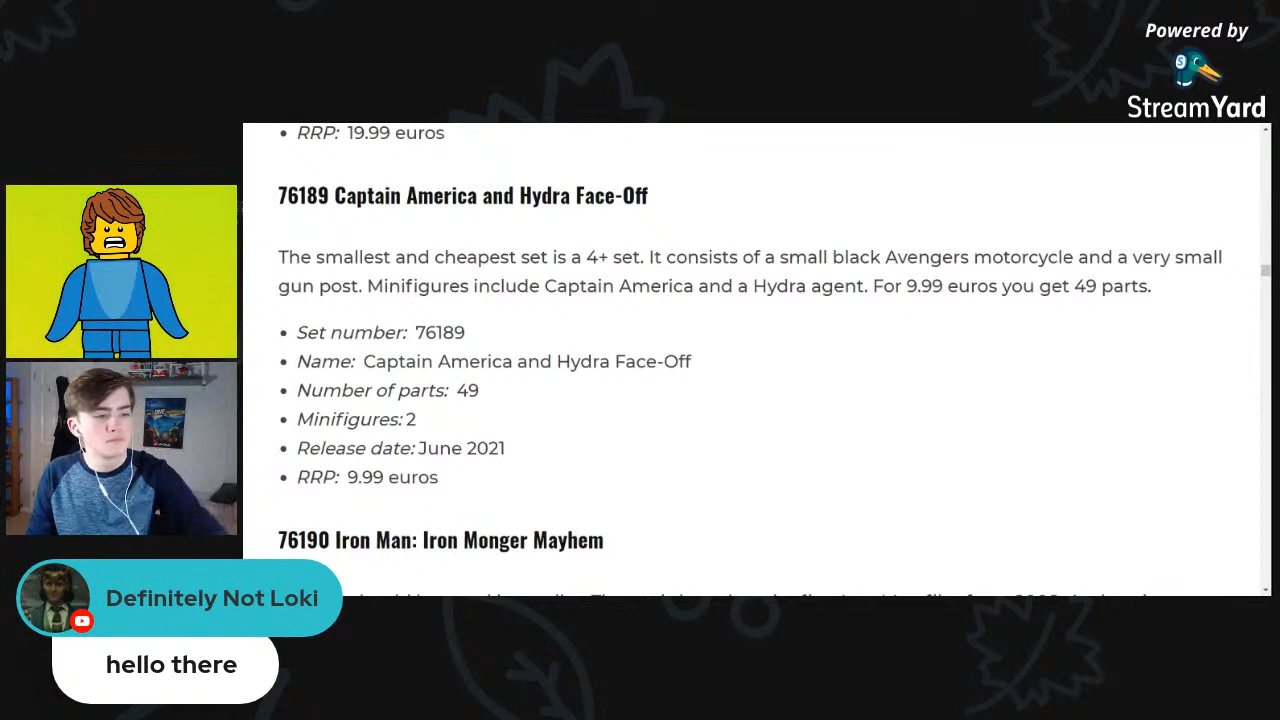 Powered by
StreamYard
RRP: 19.99 euros
76189 Captain America and Hydra Face-Off
The smallest and cheapest set is a 4+ set. It consists of a small black Avengers motorcycle and a very small
gun post. Minifigures include Captain America and a Hydra agent. For 9.99 euros you get 49 parts.
Set number: 76189
Name: Captain America and Hydra Face-Off
Number of parts: 49
Minifigures: 2
Release date: June 2021
RRP: 9.99 euros
76190 Iron Man: Iron Monger Mayhem
Definitely Not Loki
hello there